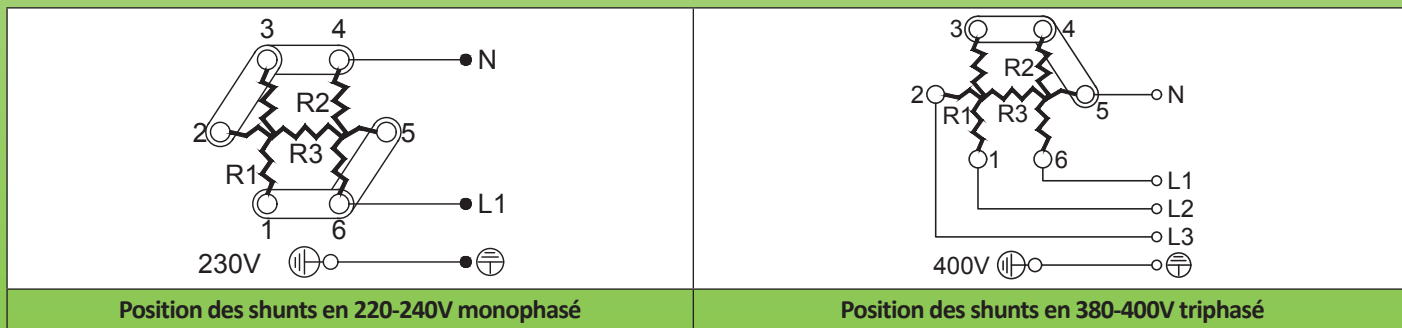 3 4
N
R2
2 5
R3
R1
L1
1 6
230V
Position des shunts en 220-240V monophasé
3 4
R2
2 N
R1 R3 5
1 6
L1
L2
L3
400V
Position des shunts en 380-400V triphasé